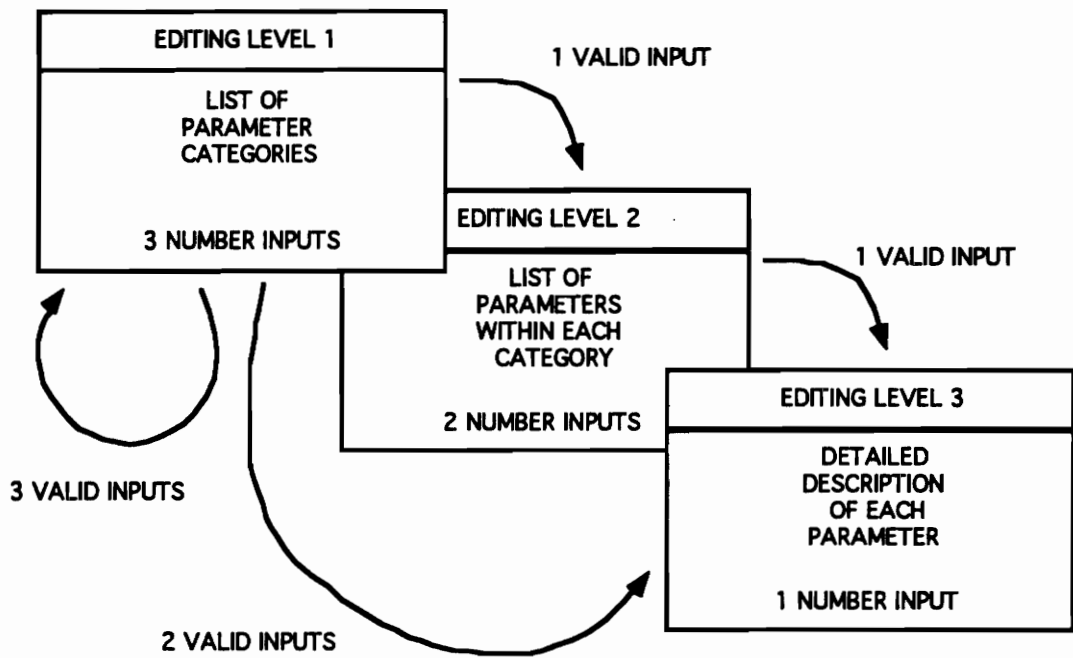 EDITING LEVEL 1
1 VALID INPUT
LIST OF
PARAMETER
CATEGORIES
3 NUMBER INPUTS
EDITING LEVEL 2
1 VALID INPUT
LIST OF
PARAMETERS
WITHIN EACH
CATEGORY
2 NUMBER INPUTS
EDITING LEVEL 3
DETAILED
DESCRIPTION
OF EACH
PARAMETER
1 NUMBER INPUT
3 VALID INPUTS
2 VALID INPUTS